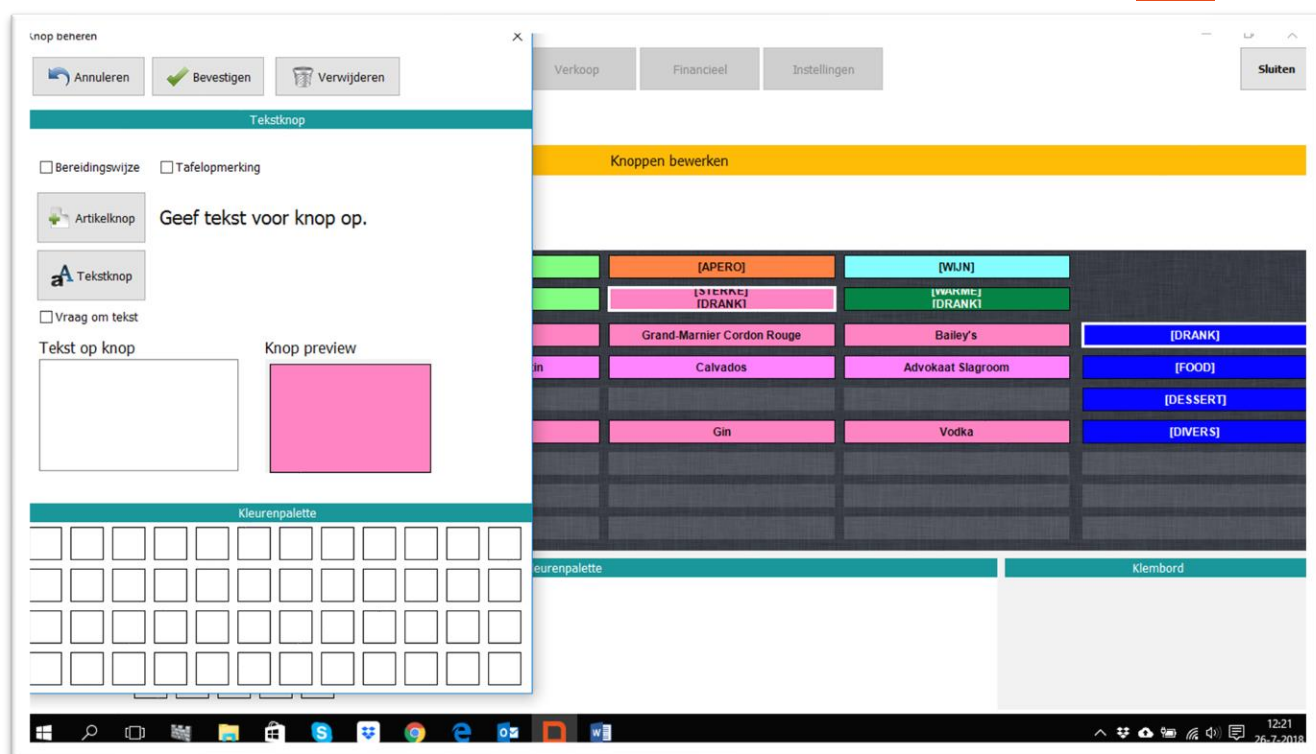 knop beheren
Annuleren
Bevestigen
Verwijderen
Verkoop
Financieel
Instellingen
Sluiten
Tekstknop
Bereidingswijze
Tafelopmerking
Knoppen bewerken
Artikelknop
Geef tekst voor knop op.
Tekstknop
Vraag om tekst
Tekst op knop
Knop preview
[APERO]
[WIJN]
[STERKE]
[DRANK]
[WARME]
[DRANK]
Grand-Marnier Cordon Rouge
Bailey's
[DRANK]
Calvados
Advokaat Slagroom
[FOOD]
[DESSERT]
Gin
Vodka
[DIVERS]
Kleurenpalette
eurenpalette
Klembord
12:21
26-7-2018